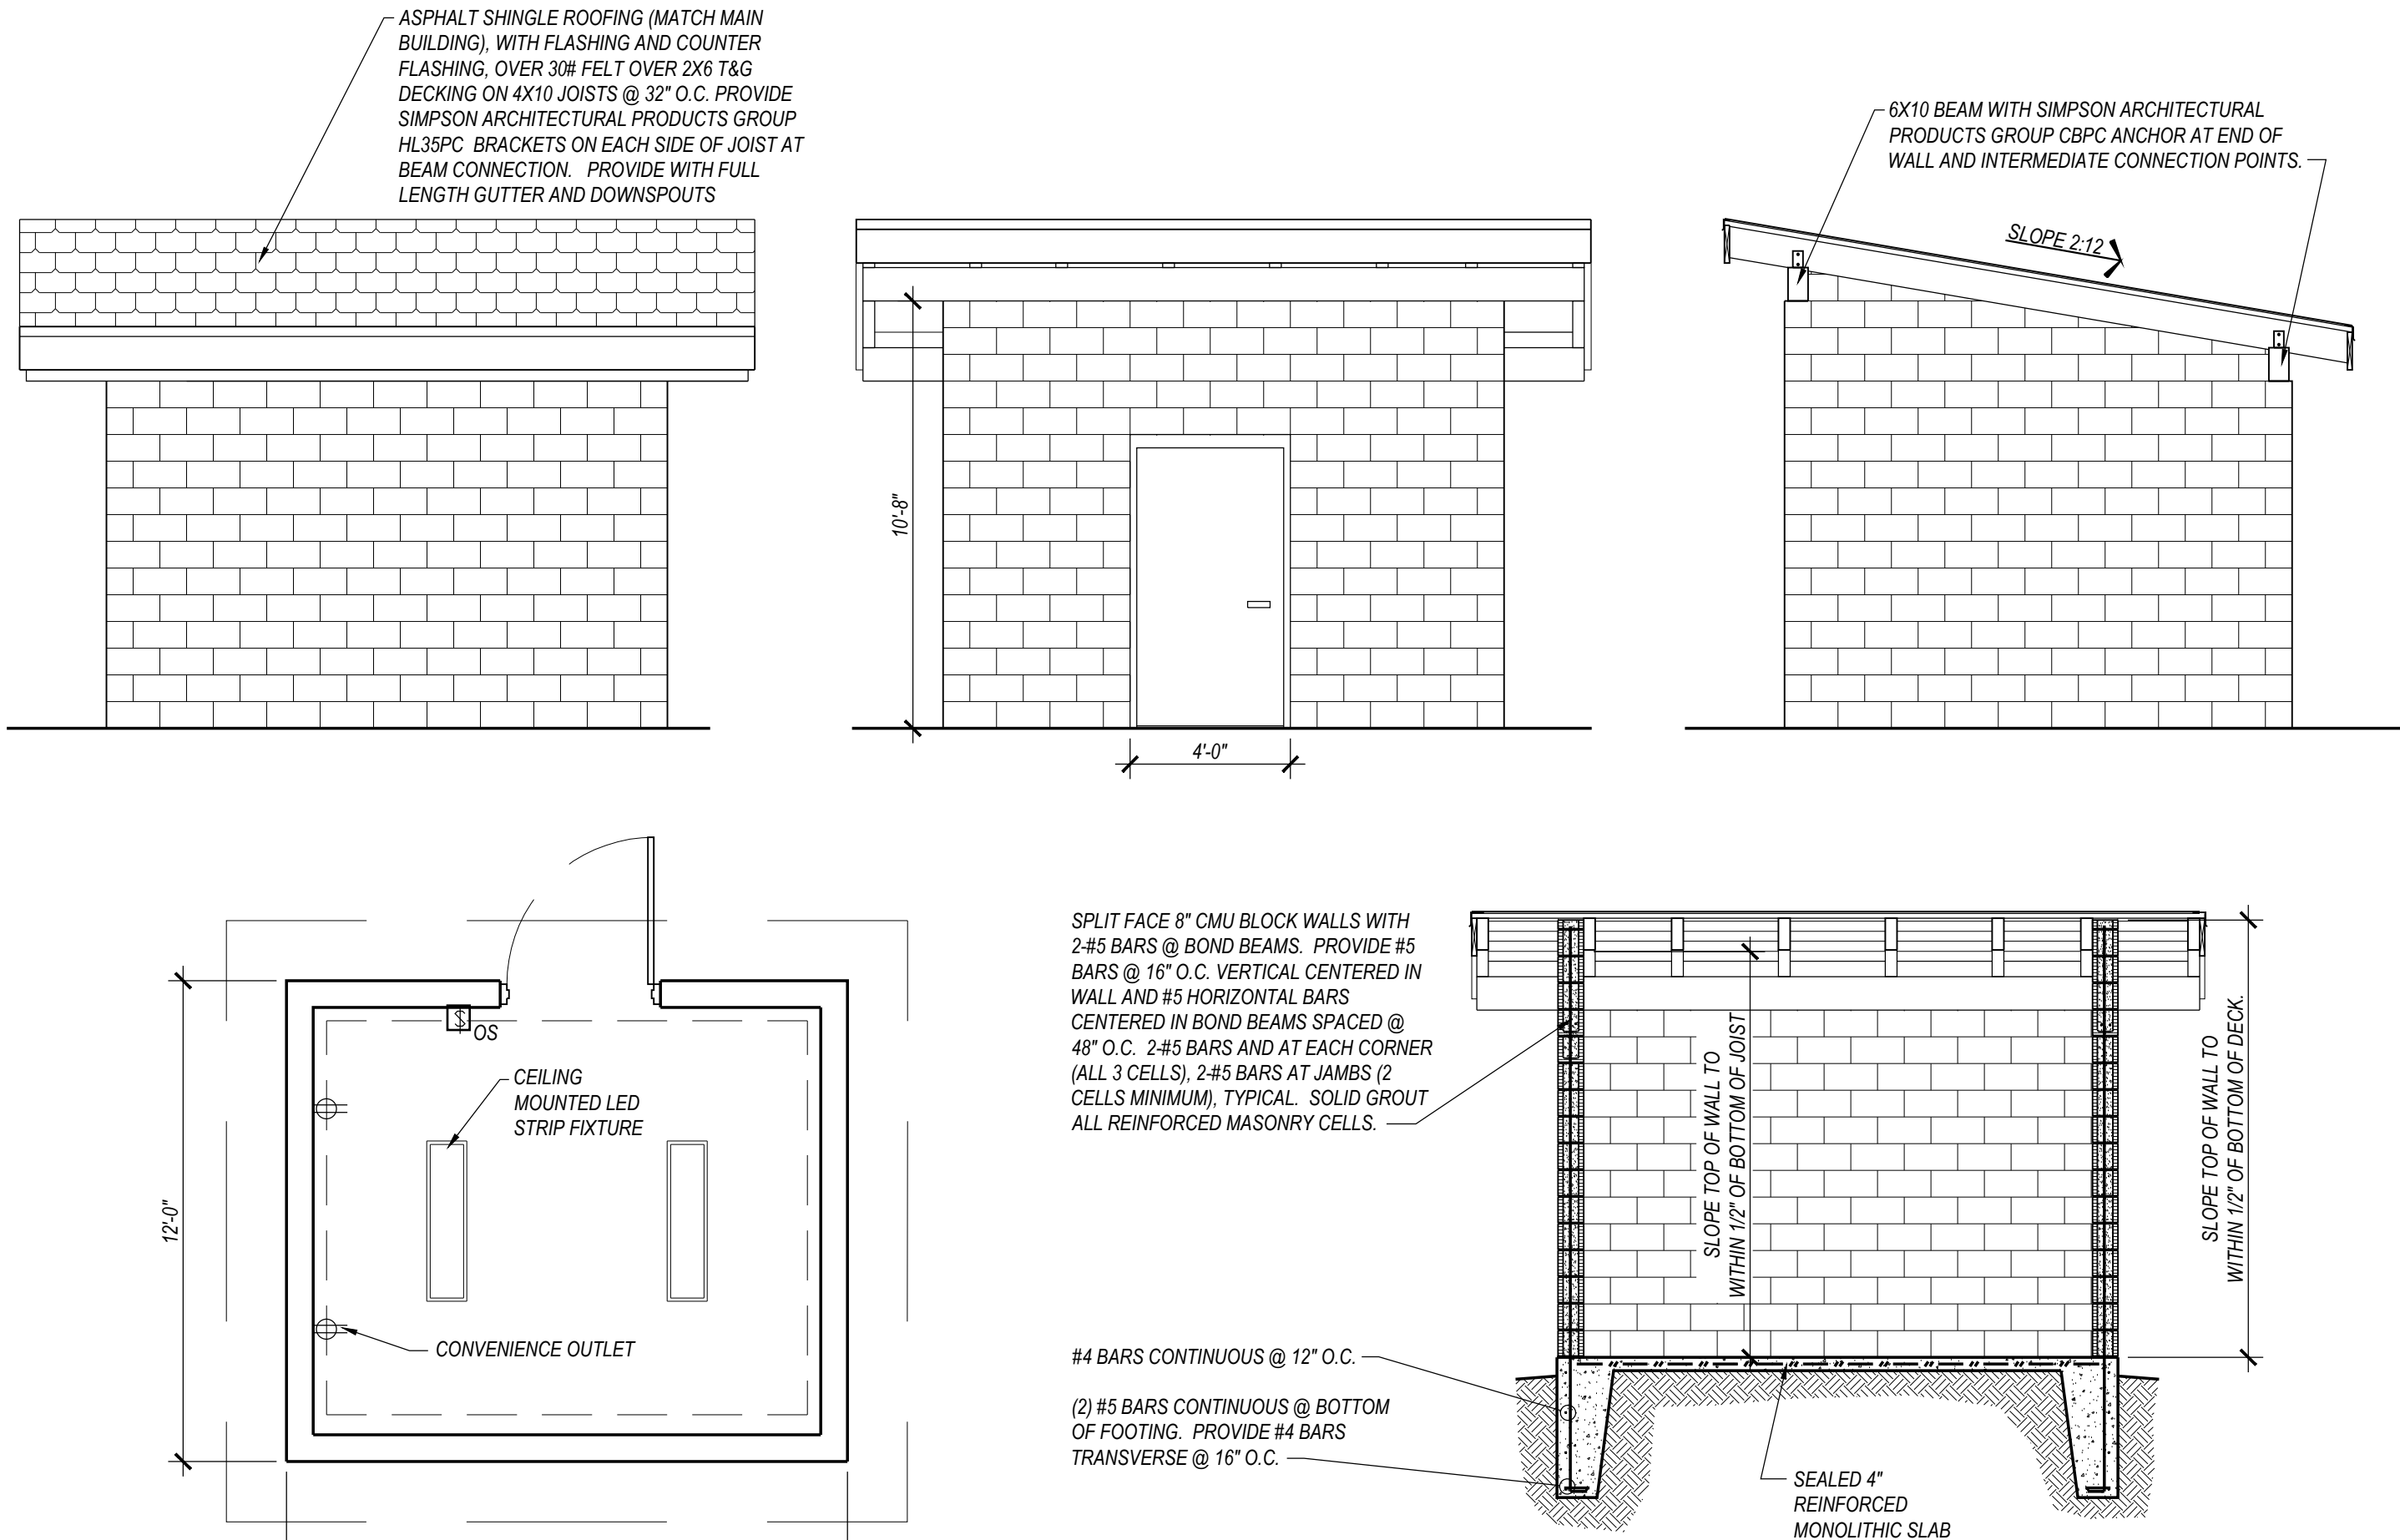 ASPHALT SHINGLE ROOFING (MATCH MAIN
BUILDING), WITH FLASHING AND COUNTER
FLASHING, OVER 30# FELT OVER 2X6 T&G
DECKING ON 4X10 JOISTS @ 32" O.C. PROVIDE
SIMPSON ARCHITECTURAL PRODUCTS GROUP
HL35PC BRACKETS ON EACH SIDE OF JOIST AT
BEAM CONNECTION. PROVIDE WITH FULL
LENGTH GUTTER AND DOWNSPOUTS
6X10 BEAM WITH SIMPSON ARCHITECTURAL
PRODUCTS GROUP CBPC ANCHOR AT END OF
WALL AND INTERMEDIATE CONNECTION POINTS.
SLOPE 2:12
10'-8"
4'-0"
12'-0"
OS
CEILING
MOUNTED LED
STRIP FIXTURE
CONVENIENCE OUTLET
SPLIT FACE 8" CMU BLOCK WALLS WITH
2-#5 BARS @ BOND BEAMS. PROVIDE #5
BARS @ 16" O.C. VERTICAL CENTERED IN
WALL AND #5 HORIZONTAL BARS
CENTERED IN BOND BEAMS SPACED @
48" O.C. 2-#5 BARS AND AT EACH CORNER
(ALL 3 CELLS), 2-#5 BARS AT JAMBS (2
CELLS MINIMUM), TYPICAL. SOLID GROUT
ALL REINFORCED MASONRY CELLS.
#4 BARS CONTINUOUS @ 12" O.C.
(2) #5 BARS CONTINUOUS @ BOTTOM
OF FOOTING. PROVIDE #4 BARS
TRANSVERSE @ 16" O.C.
SLOPE TOP OF WALL TO
WITHIN 1/2" OF BOTTOM OF JOIST
SLOPE TOP OF WALL TO
WITHIN 1/2" OF BOTTOM OF DECK.
SEALED 4"
REINFORCED
MONOLITHIC SLAB